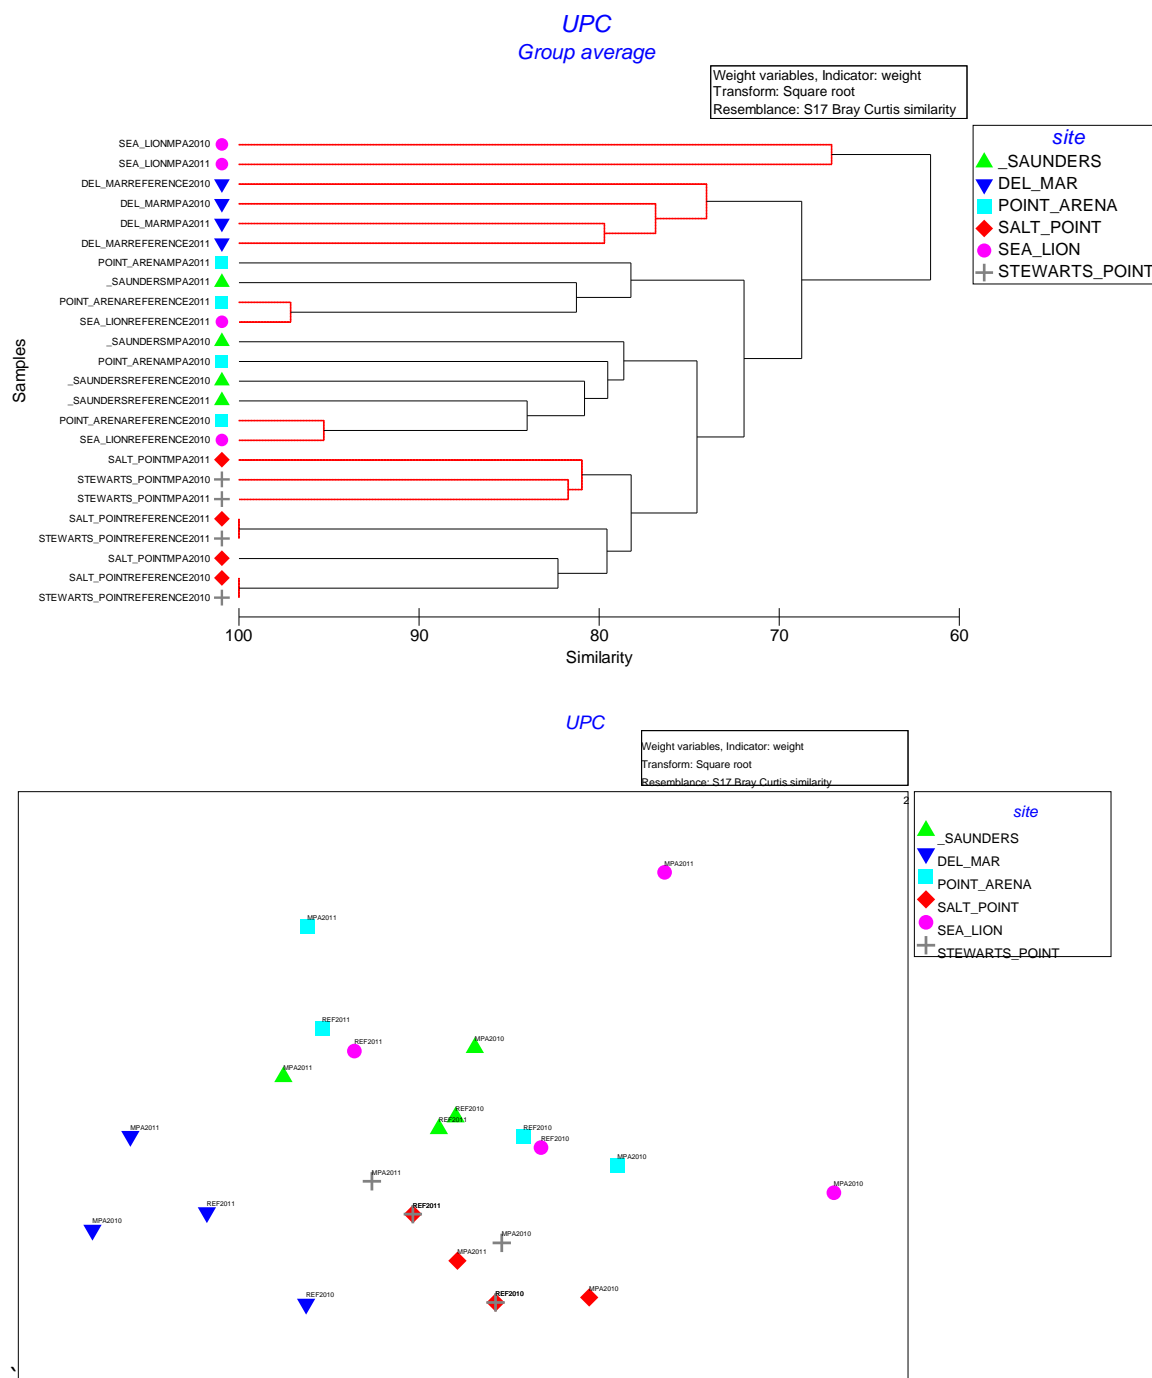 UPC
Group average
Weight variables, Indicator: weight
Transform: Square root
Resemblance: S17 Bray Curtis similarity
site
_SAUNDERS
DEL_MAR
POINT_ARENA
SALT_POINT
SEA_LION
STEWARTS_POINT
Samples
SEA_LIONMPA2010
SEA_LIONMPA2011
DEL_MARREFERENCE2010
DEL_MARMPA2010
DEL_MARMPA2011
DEL_MARREFERENCE2011
POINT_ARENAMPA2011
_SAUNDERSMPA2011
POINT_ARENAREFERENCE2011
SEA_LIONREFERENCE2011
_SAUNDERSMPA2010
POINT_ARENAMPA2010
_SAUNDERSREFERENCE2010
_SAUNDERSREFERENCE2011
POINT_ARENAREFERENCE2010
SEA_LIONREFERENCE2010
SALT_POINTMPA2011
STEWARTS_POINTMPA2010
STEWARTS_POINTMPA2011
SALT_POINTREFERENCE2011
STEWARTS_POINTREFERENCE2011
SALT_POINTMPA2010
SALT_POINTREFERENCE2010
STEWARTS_POINTREFERENCE2010
100 90 80 70 60
Similarity
UPC
Weight variables, Indicator: weight
Transform: Square root
Resemblance: S17 Bray Curtis similarity
2
site
_SAUNDERS
DEL_MAR
POINT_ARENA
SALT_POINT
SEA_LION
STEWARTS_POINT
MPA2011
MPA2011
REF2011
REF2011
MPA2010
MPA2011
REF2010
REF2011
MPA2011
REF2010
REF2010
MPA2010
MPA2011
MPA2010
REF2011
REF2011
MPA2010
MPA2010
MPA2011
MPA2010
REF2010
REF2010
`